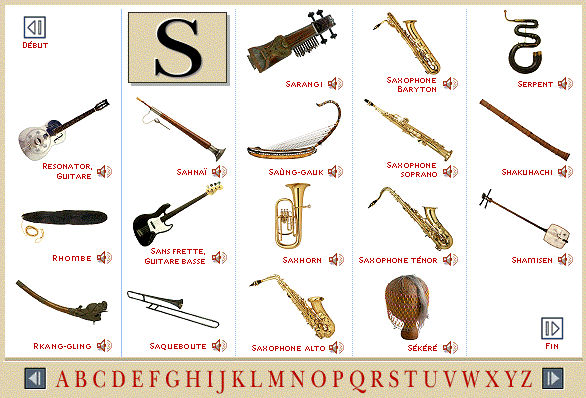 DÉBUT
S
SARANGI
SAXOPHONE
BARYTON
SERPENT
RESONATOR,
GUITARE
SAHNAÏ
SAÙNG-GAUK
SAXOPHONE
SOPRANO
SHAKUHACHI
RHOMBE
SANS FRETTE,
GUITARE BASSE
SAXHORN
SAXOPHONE TÉNOR
SHAMISEN
RKANG-GLING
SAQUEBOUTE
SAXOPHONE ALTO
SÉKÉRÉ
FIN
ABCDEFGHIJKLMNOPQRSTUVWXYZ